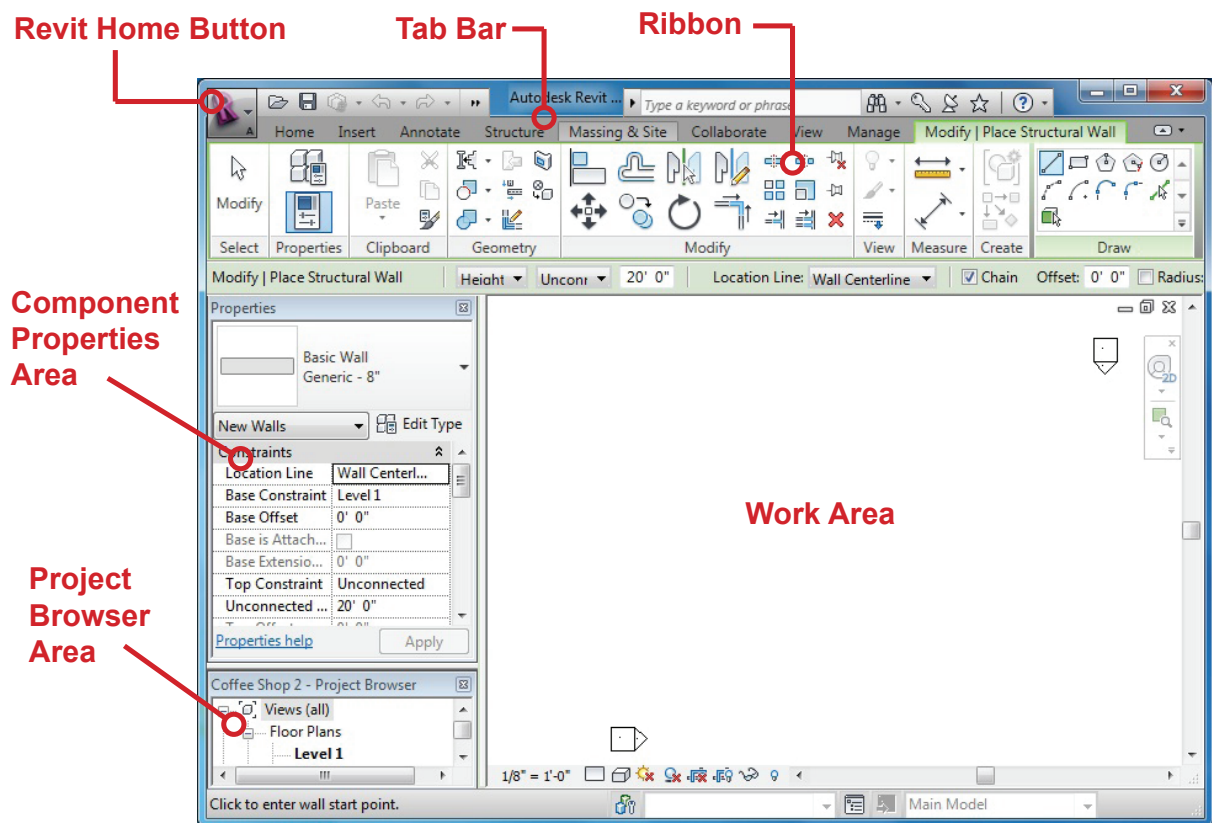 Revit Home Button
Tab Bar
Ribbon
Autodesk Revit ...
Type a keyword or phrase
Home Insert Annotate Structure Massing & Site Collaborate View Manage Modify | Place Structural Wall
Modify
Paste
Select Properties Clipboard Geometry Modify View Measure Create Draw
Modify | Place Structural Wall Height Unconr 20' 0" Location Line: Wall Centerline Chain Offset: 0' 0" Radius:
Component
Properties
Area
Properties
Basic Wall
Generic - 8"
2D
New Walls Edit Type
Constraints
Location Line Wall Centerl...
Base Constraint Level 1
Base Offset 0' 0"
Base is Attach...
Base Extensio... 0' 0"
Top Constraint Unconnected
Unconnected ... 20' 0"
Properties help Apply
Work Area
Project
Browser
Area
Coffee Shop 2 - Project Browser
Views (all)
Floor Plans
Level 1
1/8" = 1'-0"
Click to enter wall start point.
Main Model